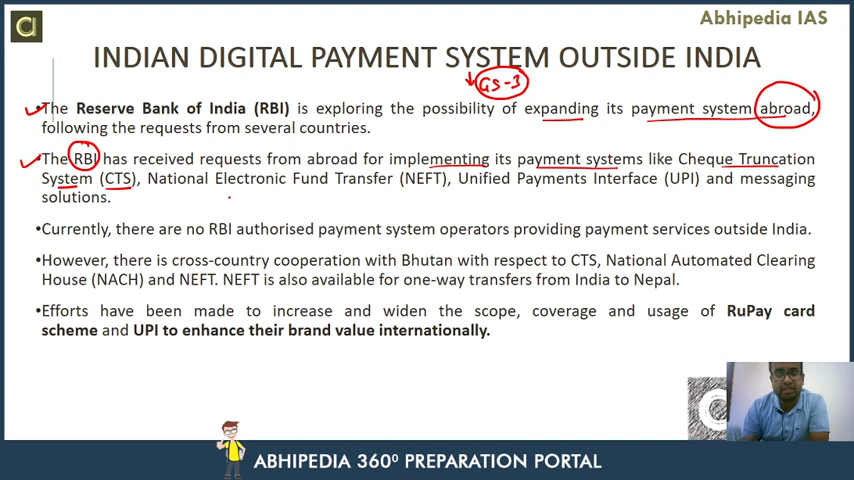 Abhipedia IAS
INDIAN DIGITAL PAYMENT SYSTEM OUTSIDE INDIA
GS-3
•The Reserve Bank of India (RBI) is exploring the possibility of expanding its payment system abroad,
following the requests from several countries.
•The RBI has received requests from abroad for implementing its payment systems like Cheque Truncation
System (CTS), National Electronic Fund Transfer (NEFT), Unified Payments Interface (UPI) and messaging
solutions.
•Currently, there are no RBI authorised payment system operators providing payment services outside India.
•However, there is cross-country cooperation with Bhutan with respect to CTS, National Automated Clearing
House (NACH) and NEFT. NEFT is also available for one-way transfers from India to Nepal.
•Efforts have been made to increase and widen the scope, coverage and usage of RuPay card
scheme and UPI to enhance their brand value internationally.
ABHIPEDIA 360⁰ PREPARATION PORTAL